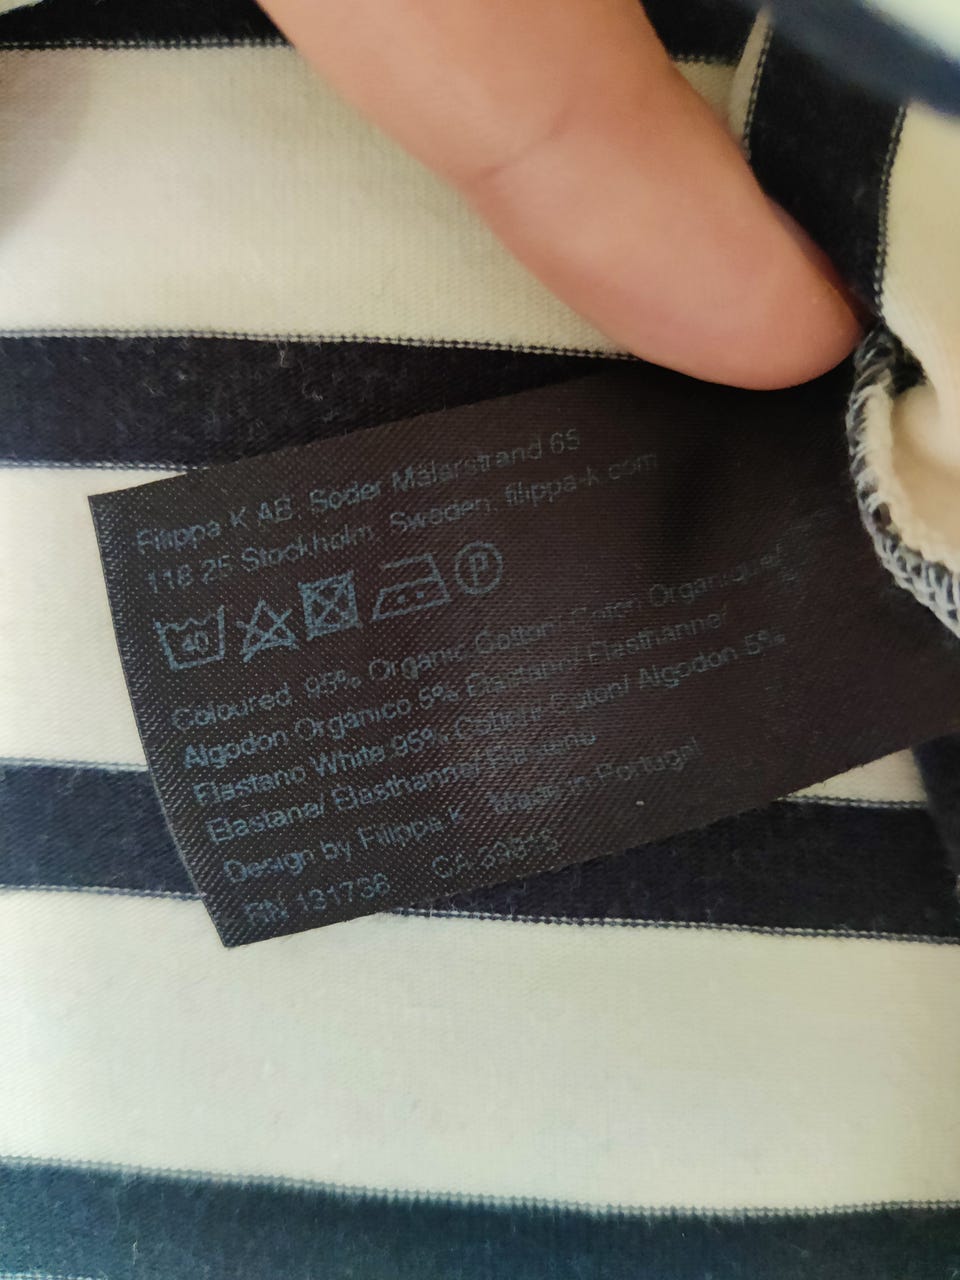 Filippa K AB, Söder Mälarstrand 65
118 25 Stockholm, Sweden, filippa-k.com
40 P
Coloured 95% Organic Cotton/ Coton Organique/
Algodon Organico 5% Elastane/ Elasthanne/
Elastano White 95% Cotton/ Coton/ Algodon 5%
Elastane/ Elasthanne/ Elastano
Design by Filippa K Made in Portugal
RN 131736 CA